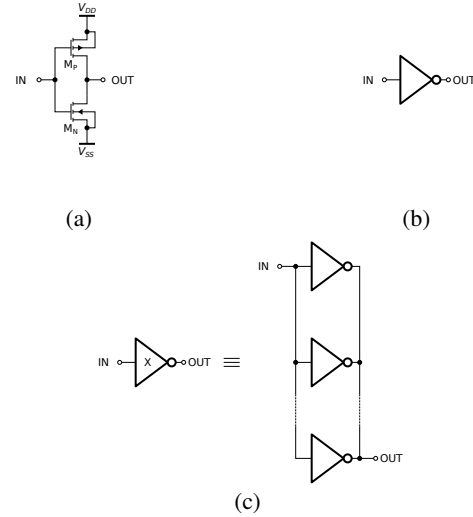 V_DD
M_P
IN OUT
M_N
V_SS
(a)
IN OUT
(b)
IN X OUT
IN
OUT
(c)